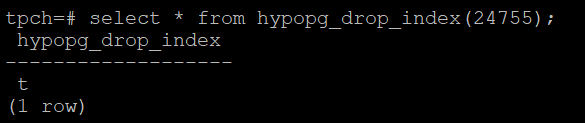 tpch=# select * from hypopg_drop_index(24755);
 hypopg_drop_index
-------------------
 t
(1 row)